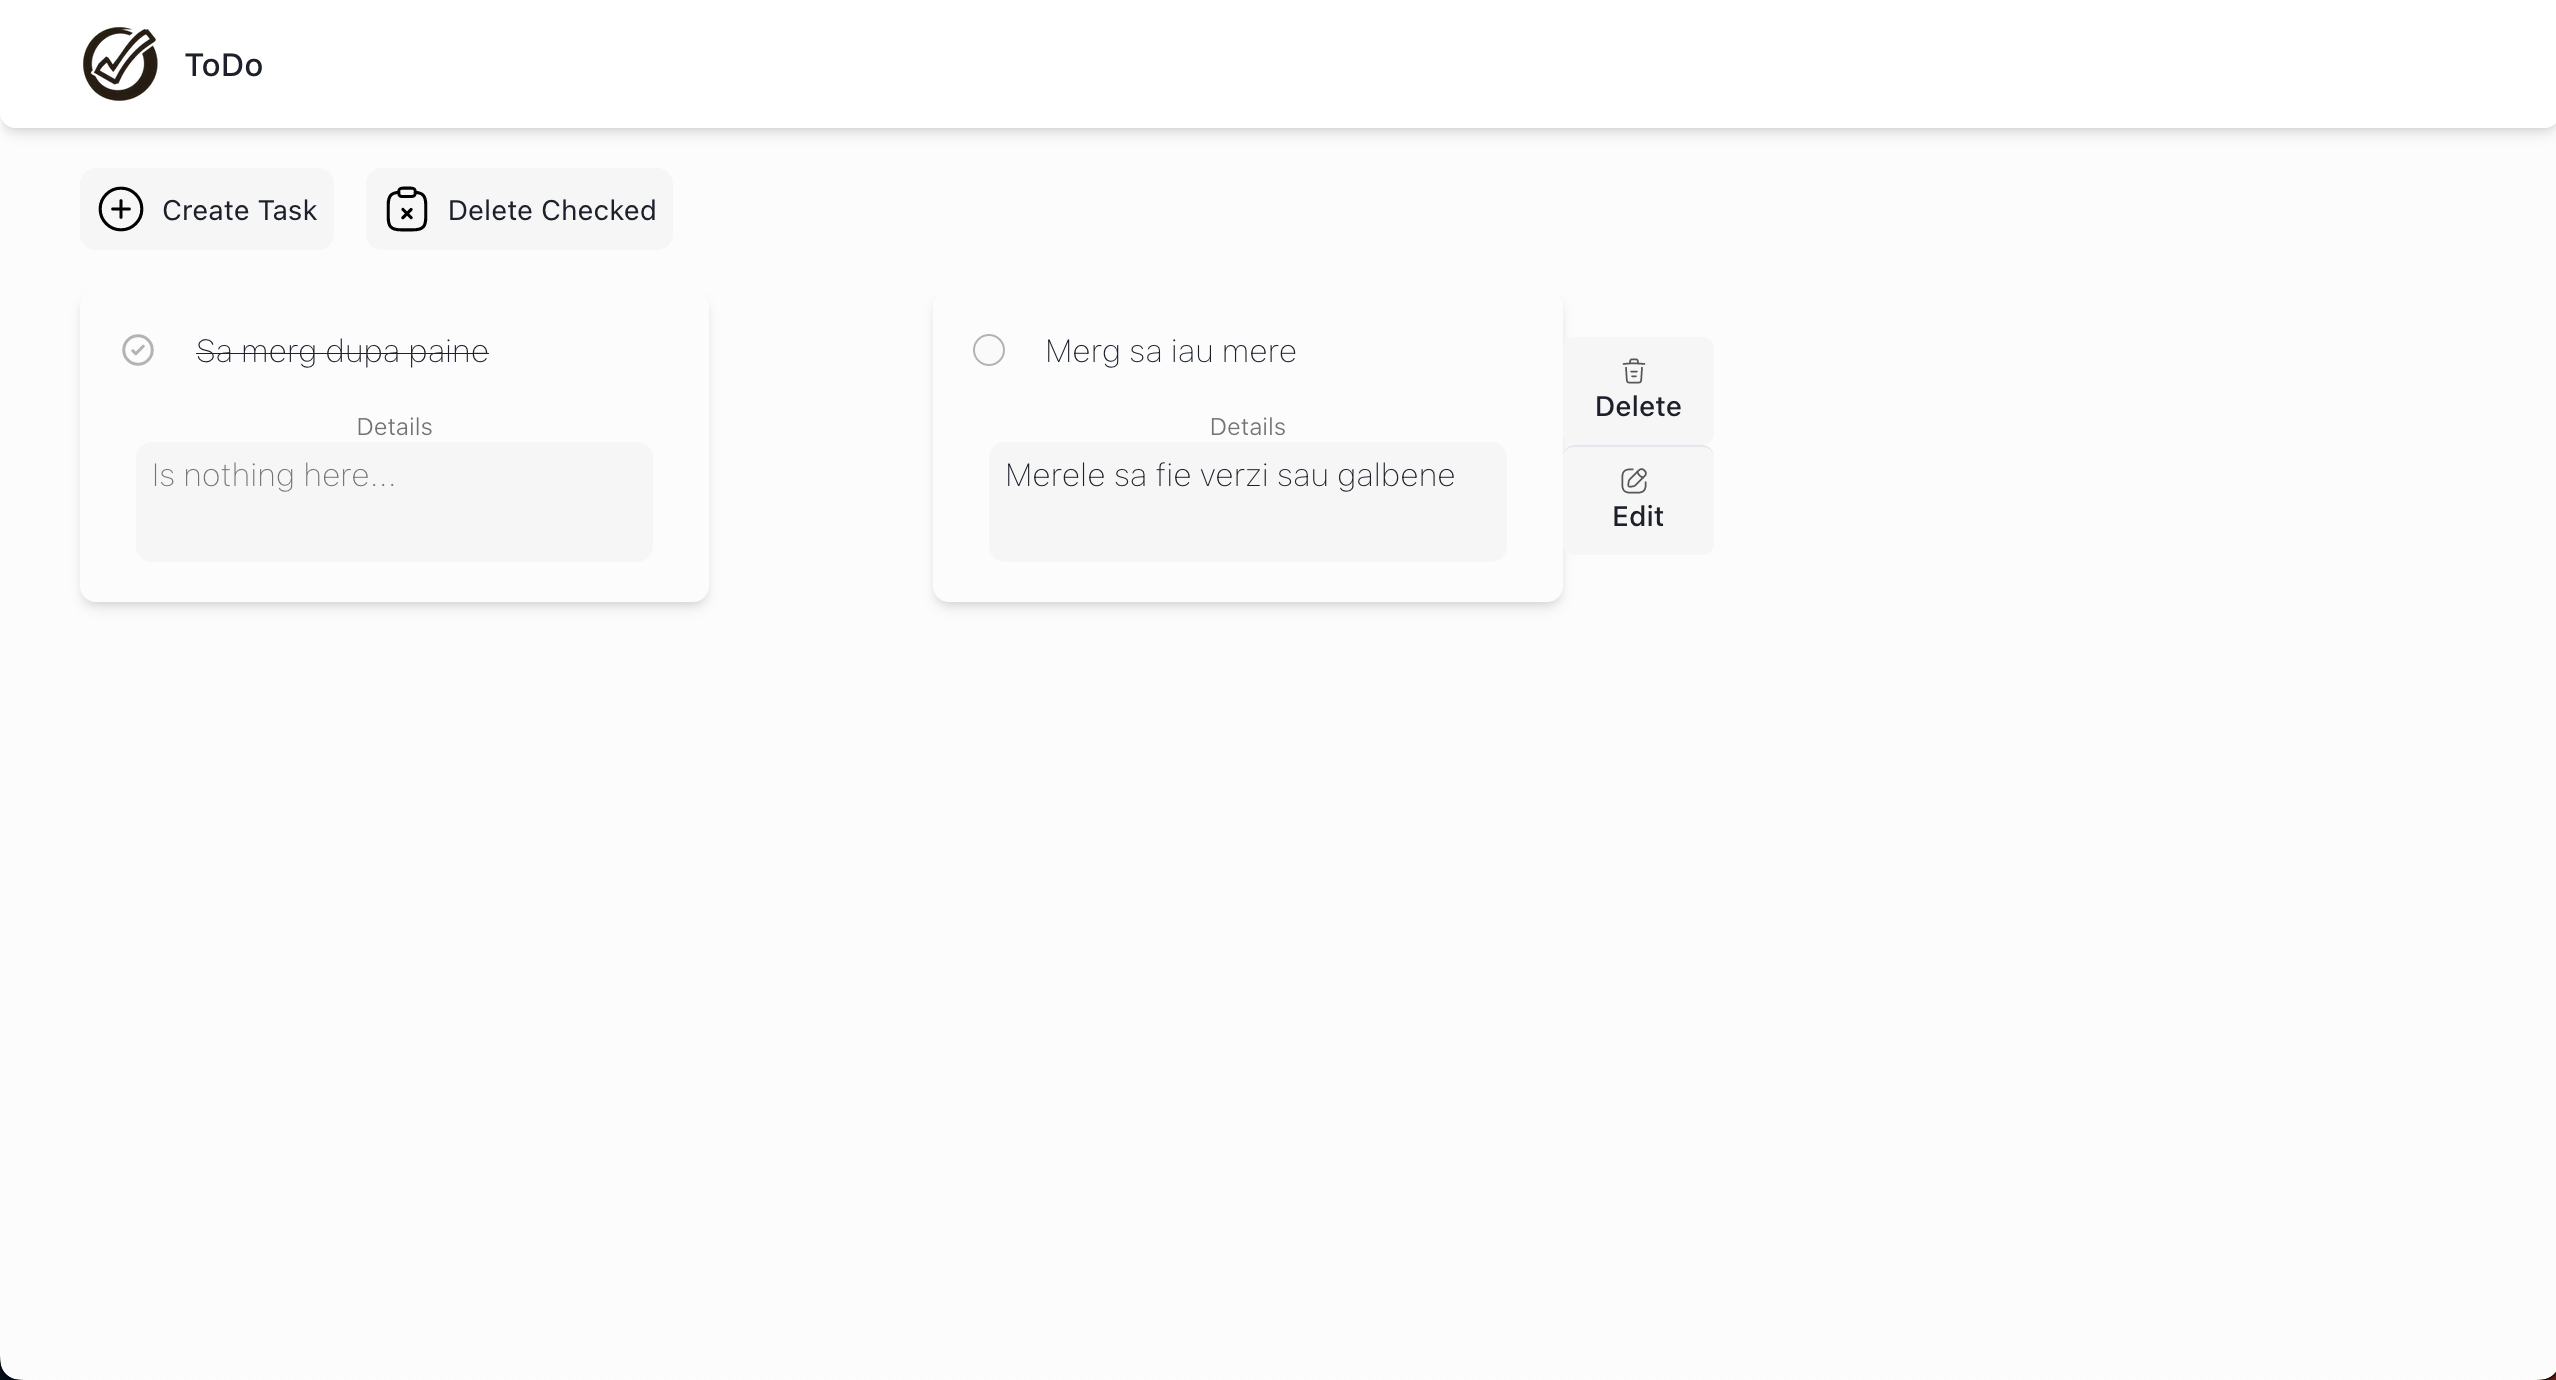 ToDo
Create Task
Delete Checked
Sa merg dupa paine
Details
Is nothing here...
Merg sa iau mere
Details
Merele sa fie verzi sau galbene
Delete
Edit